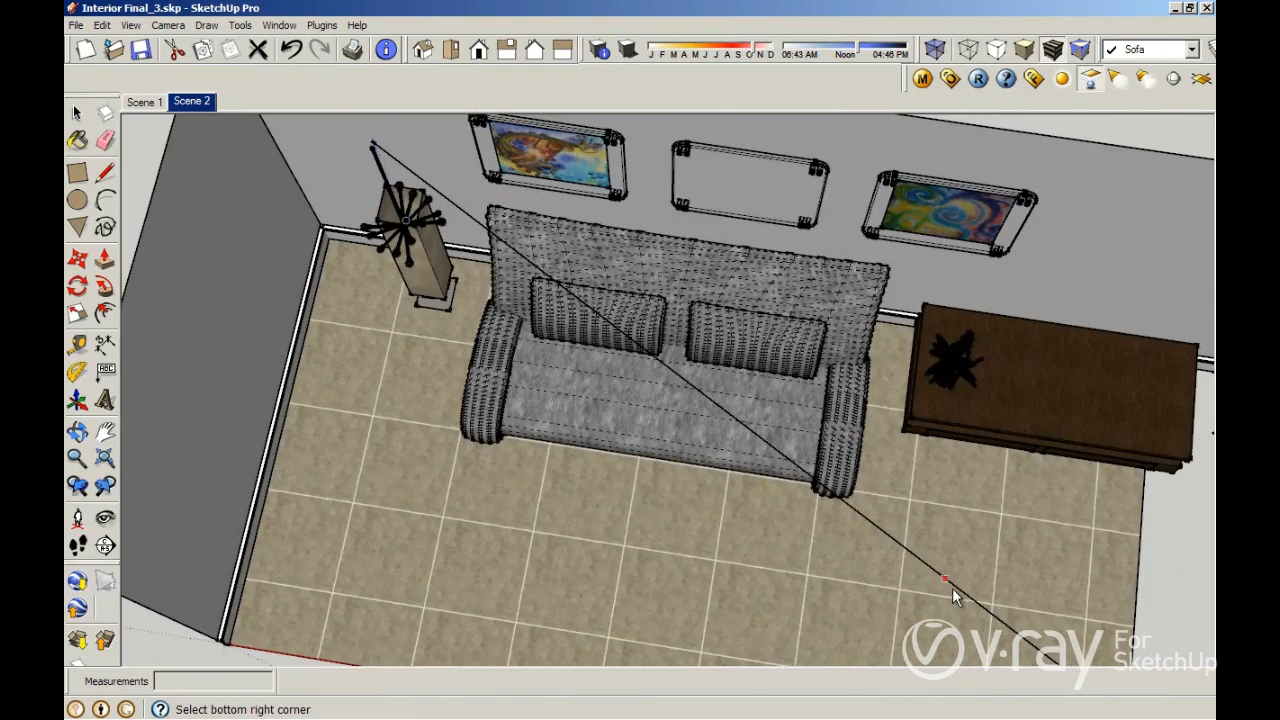 Interior Final_3.skp - SketchUp Pro
File Edit View Camera Draw Tools Window Plugins Help
J F M A M J J A S O N D
06:43 AM Noon 04:46 PM
Sofa
M R ?
Scene 1 Scene 2
ABC
v·ray For SketchUp
Measurements
Select bottom right corner